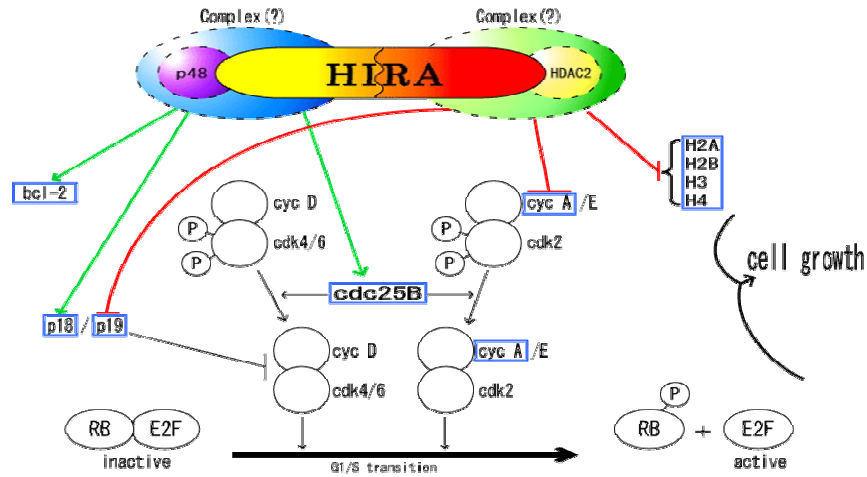 Complex(?) Complex(?)
p48 HIRA HDAC2
H2A
H2B
H3
H4
bcl-2
cyc D cyc A /E
P P
cdk4/6 cdk2
P P
cell growth
cdc25B
p18 / p19
cyc D cyc A /E
cdk4/6 cdk2
P
RB E2F RB + E2F
inactive active
G1/S transition